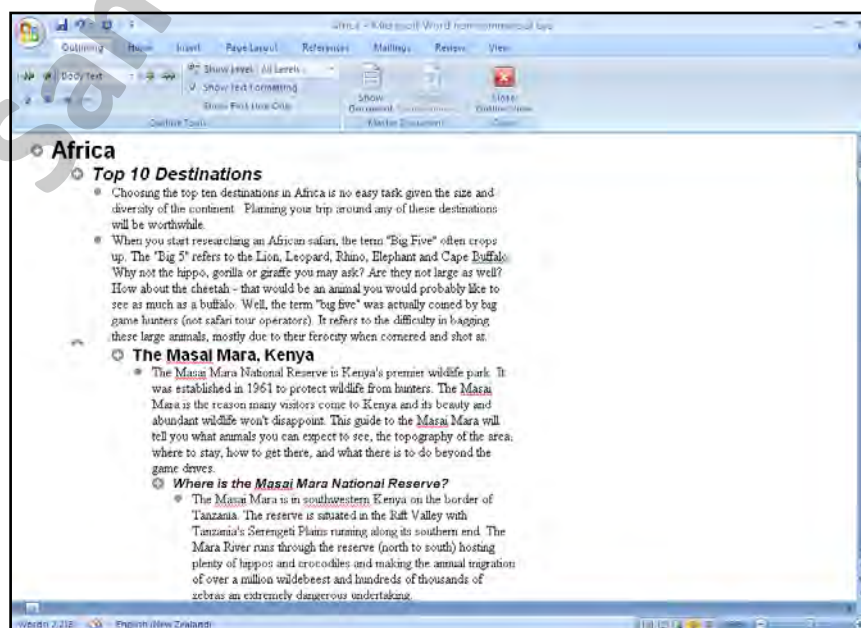 San
Africa - Microsoft Word non-commercial use
Outlining Home Insert Page Layout References Mailings Review View
Body text
Show Level: All Levels
Show Text Formatting
Show First Line Only
Show Document
Close Outline View
Outline Tools
Master Document
Close
Africa
Top 10 Destinations
Choosing the top ten destinations in Africa is no easy task given the size and
diversity of the continent. Planning your trip around any of these destinations
will be worthwhile.
When you start researching an African safari, the term "Big Five" often crops
up. The "Big 5" refers to the Lion, Leopard, Rhino, Elephant and Cape Buffalo.
Why not the hippo, gorilla or giraffe you may ask? Are they not large as well?
How about the cheetah - that would be an animal you would probably like to
see as much as a buffalo. Well, the term "big five" was actually coined by big
game hunters (not safari tour operators). It refers to the difficulty in bagging
these large animals, mostly due to their ferocity when cornered and shot at.
The Masai Mara, Kenya
The Masai Mara National Reserve is Kenya's premier wildlife park. It
was established in 1961 to protect wildlife from hunters. The Masai
Mara is the reason many visitors come to Kenya and its beauty and
abundant wildlife won't disappoint. This guide to the Masai Mara will
tell you what animals you can expect to see, the topography of the area,
where to stay, how to get there, and what there is to do beyond the
game drives.
Where is the Masai Mara National Reserve?
The Masai Mara is in southwestern Kenya on the border of
Tanzania. The reserve is situated in the Rift Valley with
Tanzania's Serengeti Plains running along its southern end. The
Mara River runs through the reserve (north to south) hosting
plenty of hippos and crocodiles and making the annual migration
of over a million wildebeest and hundreds of thousands of
zebras an extremely dangerous undertaking.
Words: 2,218 English (New Zealand)